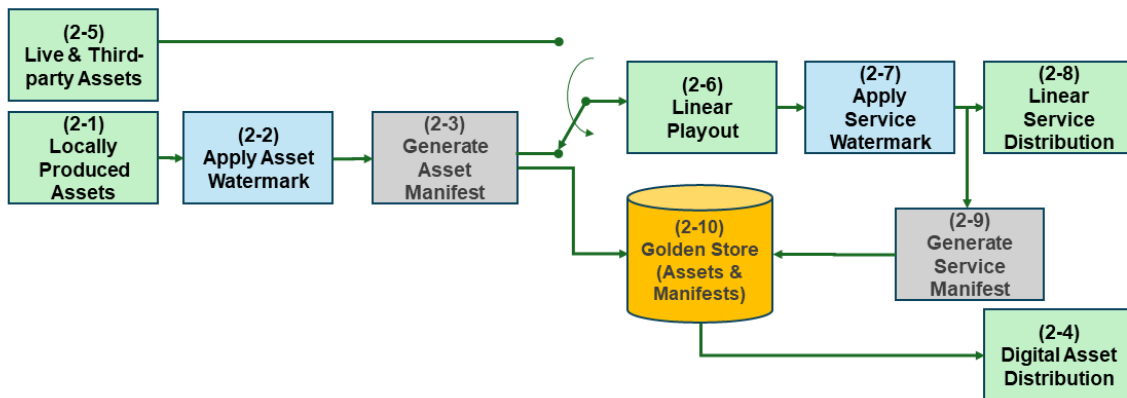 (2-5)
Live & Third-
party Assets
(2-1)
Locally
Produced
Assets
(2-2)
Apply Asset
Watermark
(2-3)
Generate
Asset
Manifest
(2-6)
Linear
Playout
(2-7)
Apply
Service
Watermark
(2-8)
Linear
Service
Distribution
(2-10)
Golden Store
(Assets &
Manifests)
(2-9)
Generate
Service
Manifest
(2-4)
Digital Asset
Distribution